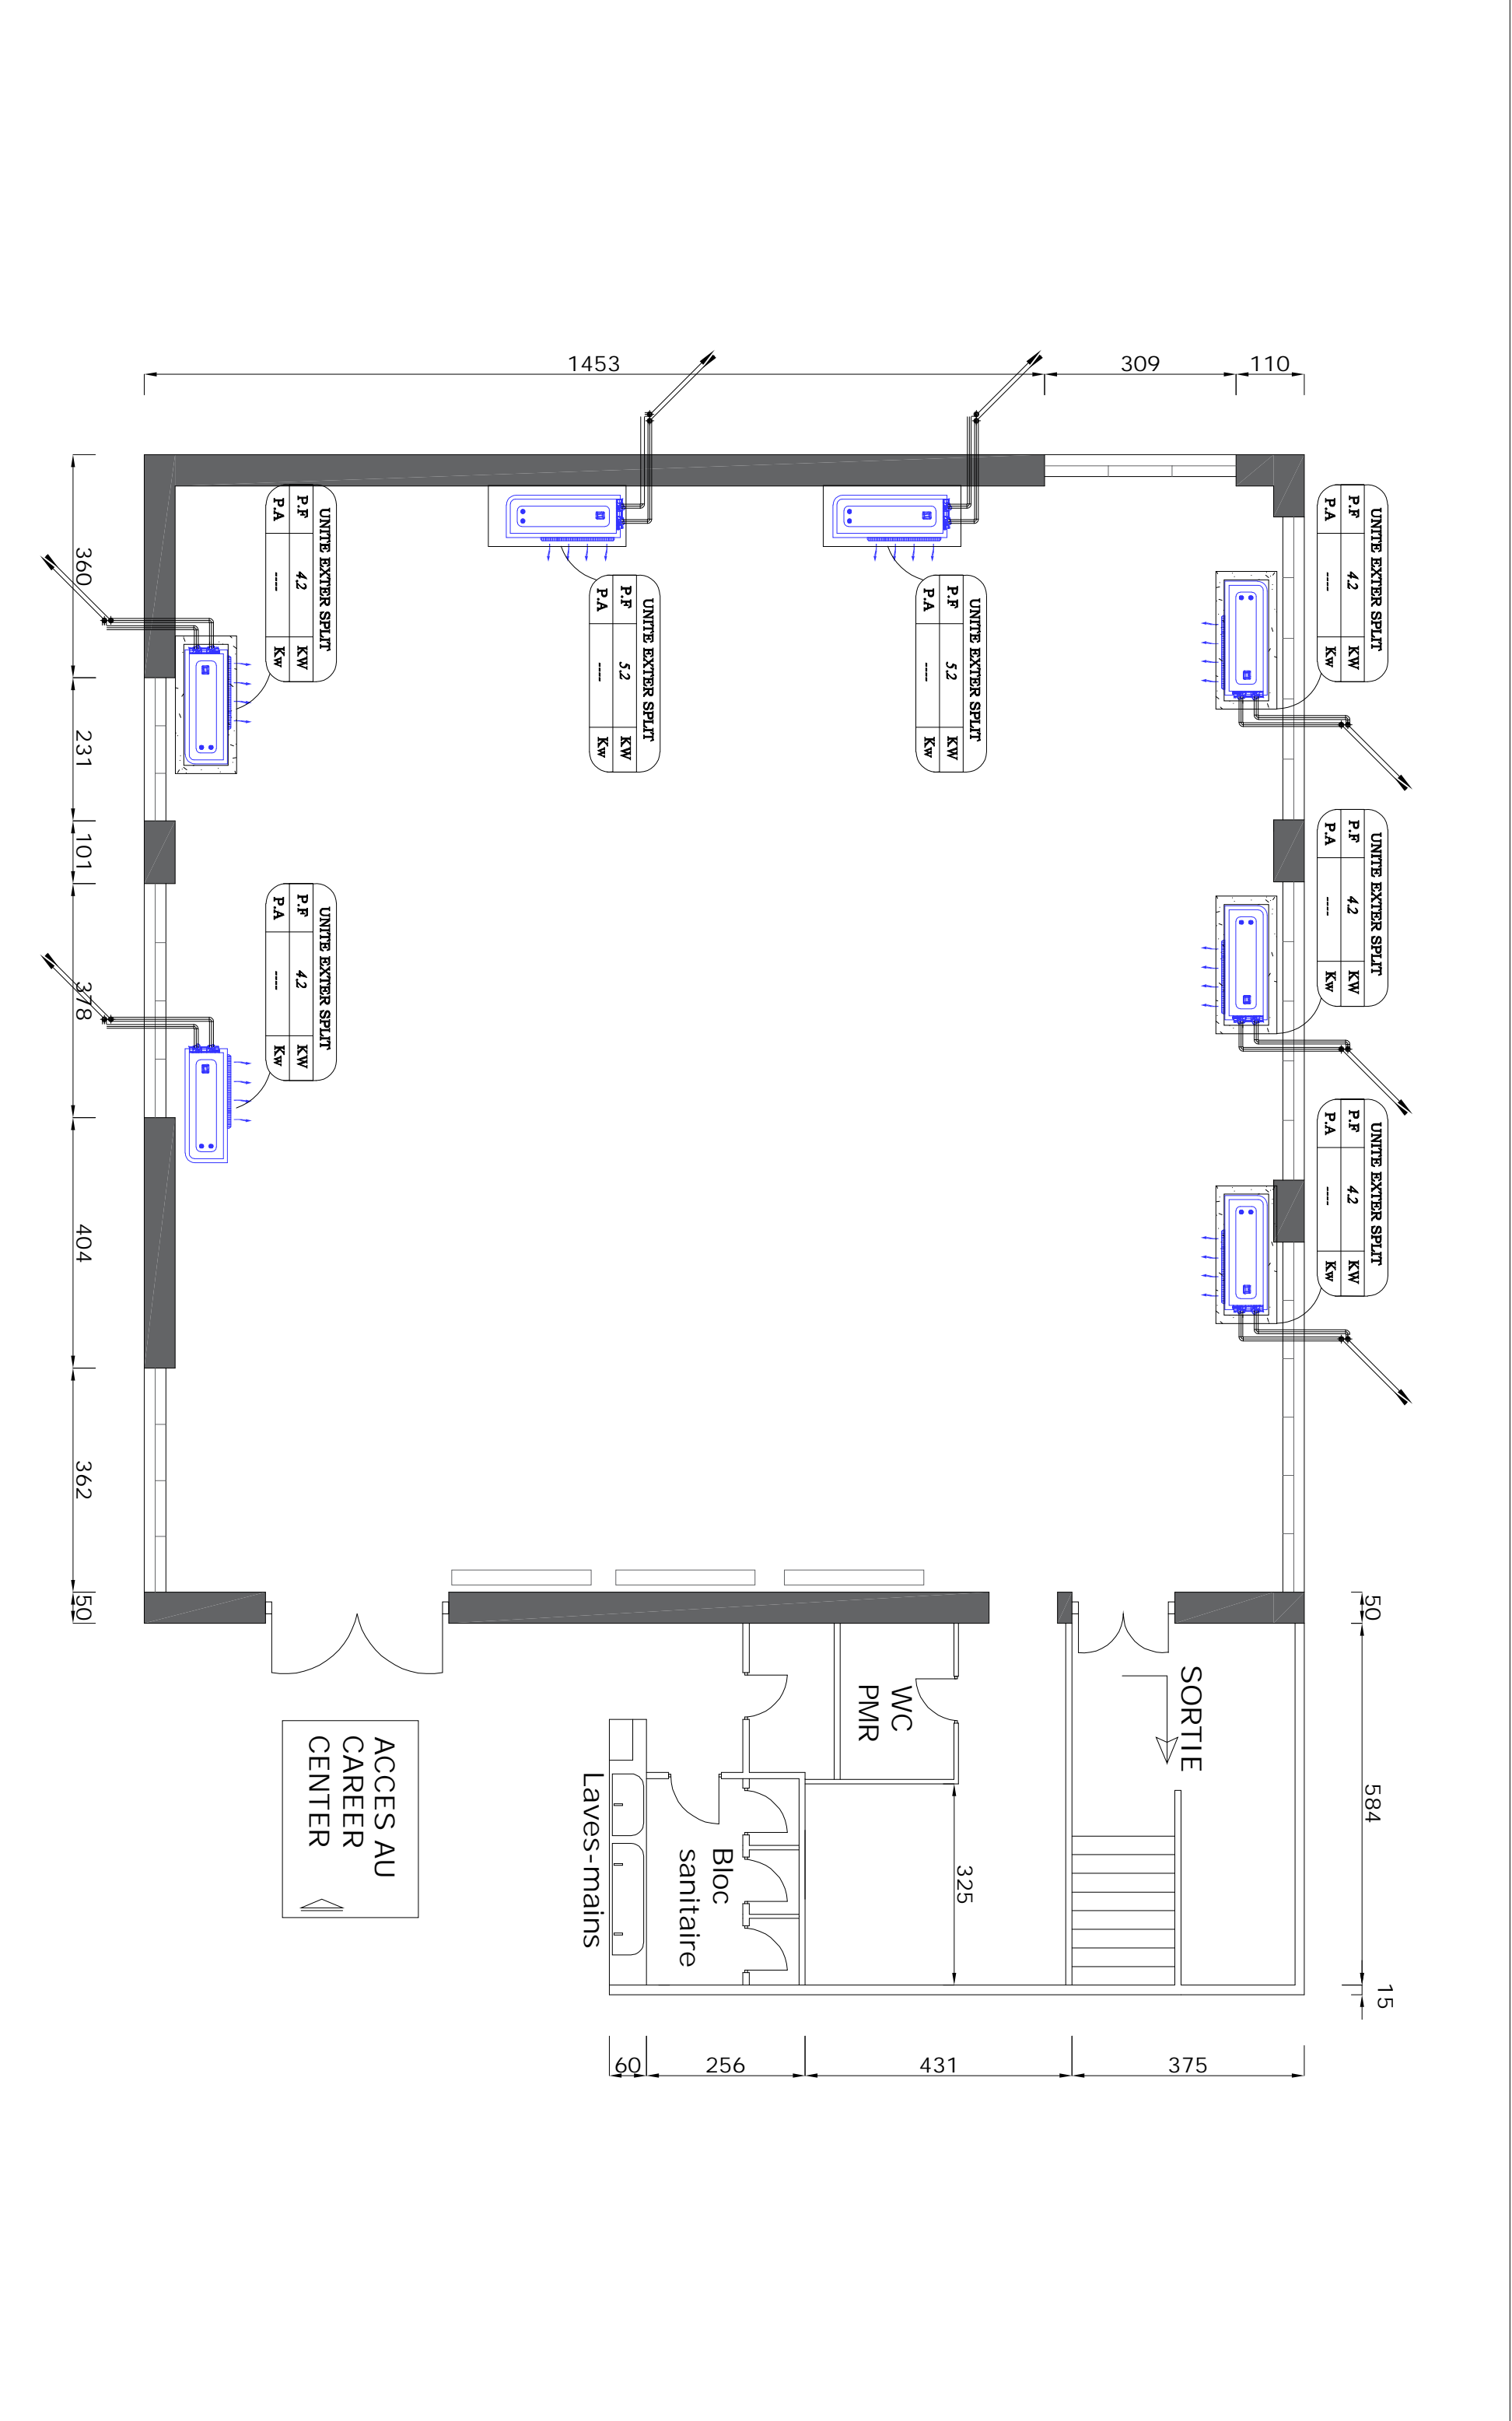 1453
309
110
UNITE EXTER SPLIT
P.F 4.2 KW
P.A ---- Kw
UNITE EXTER SPLIT
P.F 5.2 KW
P.A ---- Kw
UNITE EXTER SPLIT
P.F 5.2 KW
P.A ---- Kw
UNITE EXTER SPLIT
P.F 4.2 KW
P.A ---- Kw
UNITE EXTER SPLIT
P.F 4.2 KW
P.A ---- Kw
UNITE EXTER SPLIT
P.F 4.2 KW
P.A ---- Kw
UNITE EXTER SPLIT
P.F 4.2 KW
P.A ---- Kw
360
231
101
378
404
362
50
50
584
15
SORTIE
WC
PMR
325
Bloc
sanitaire
Laves-mains
ACCES AU
CAREER
CENTER
60
256
431
375